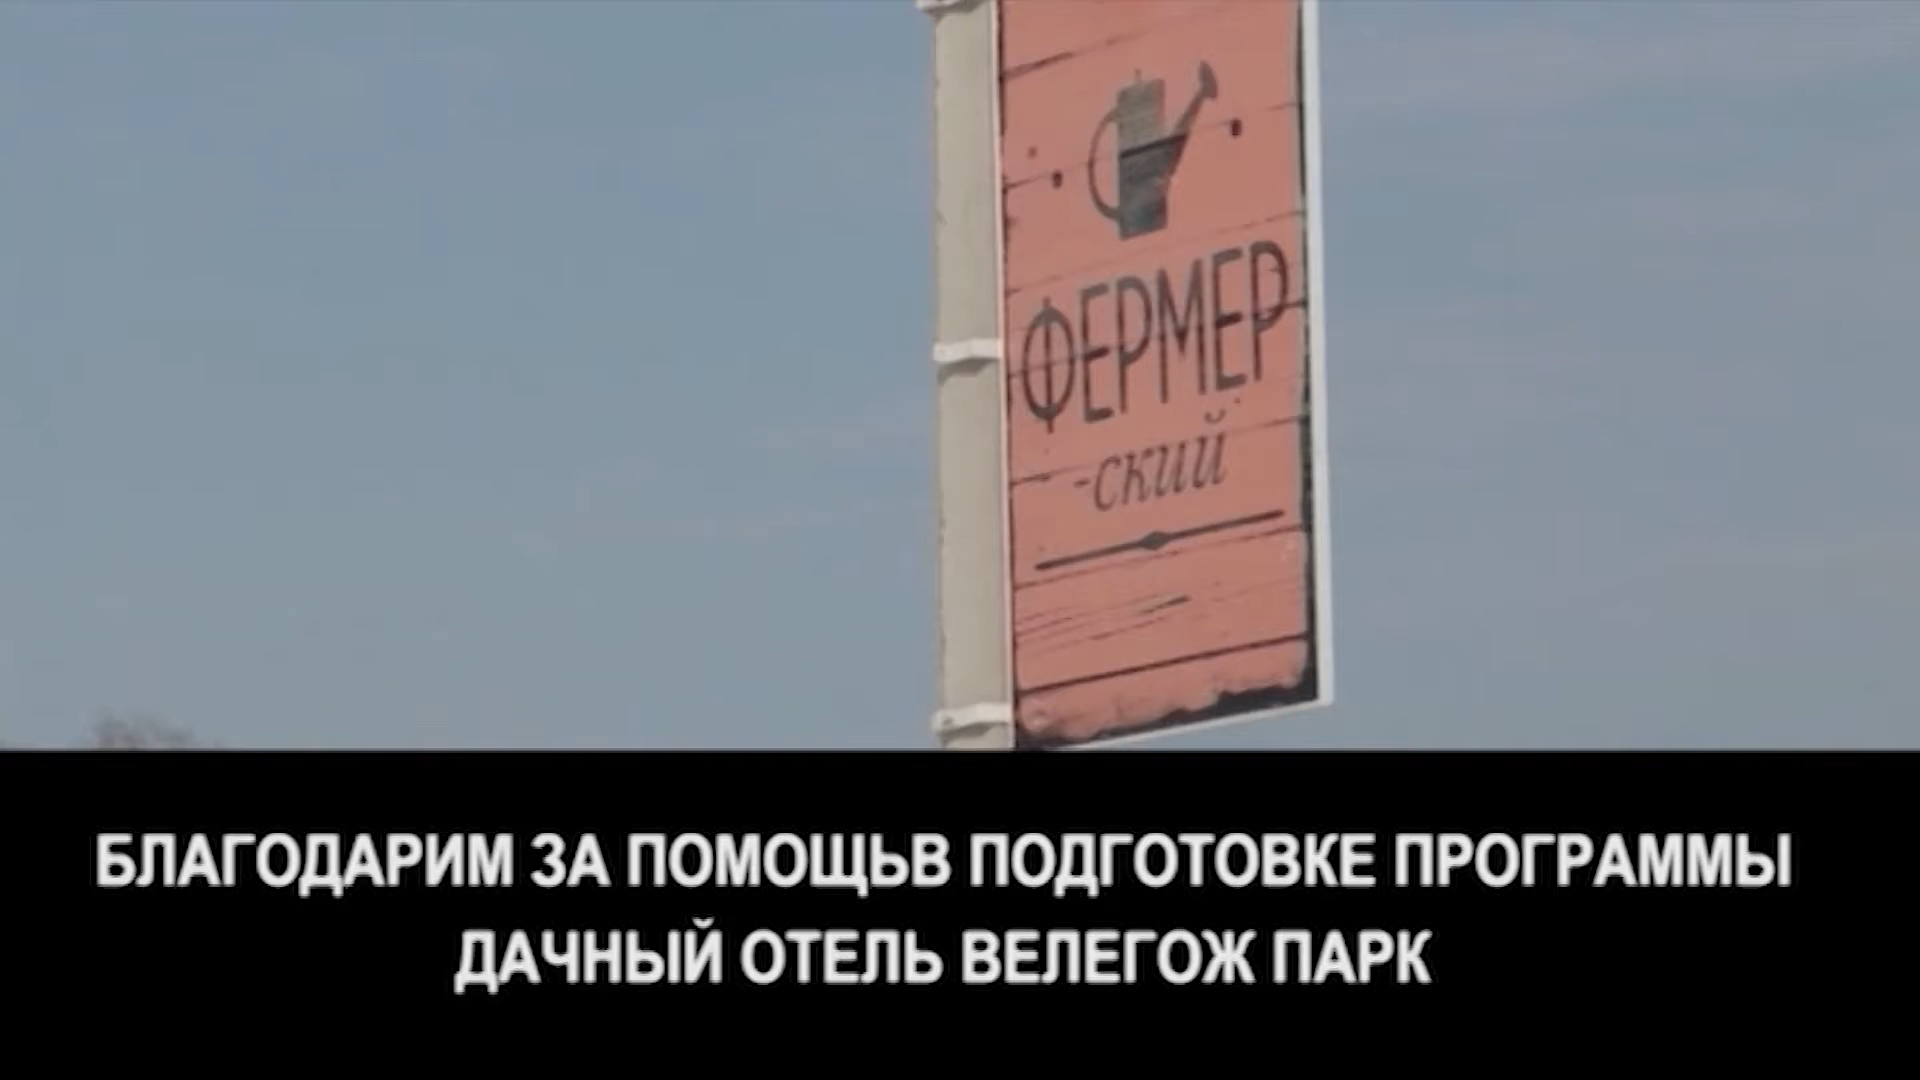 ФЕРМЕР
-ский
БЛАГОДАРИМ ЗА ПОМОЩЬВ ПОДГОТОВКЕ ПРОГРАММЫ
ДАЧНЫЙ ОТЕЛЬ ВЕЛЕГОЖ ПАРК